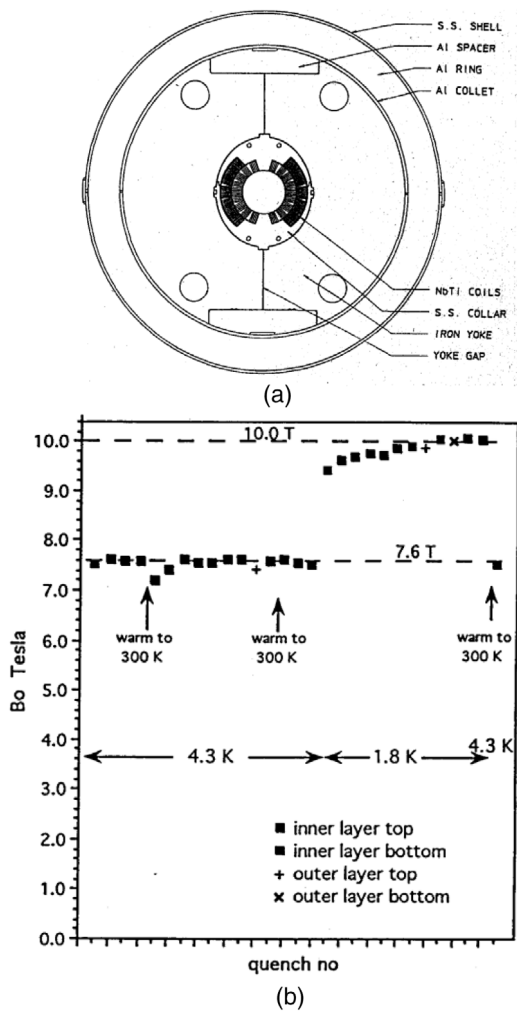 S.S. SHELL
Al SPACER
Al RING
Al COLLET
NbTi COILS
S.S. COLLAR
IRON YOKE
YOKE GAP
(a)
10.0 T
7.6 T
warm to
300 K
warm to
300 K
warm to
300 K
4.3 K
1.8 K
4.3 K
inner layer top
inner layer bottom
outer layer top
outer layer bottom
Bo Tesla
10.0
9.0
8.0
7.0
6.0
5.0
4.0
3.0
2.0
1.0
0.0
quench no
(b)